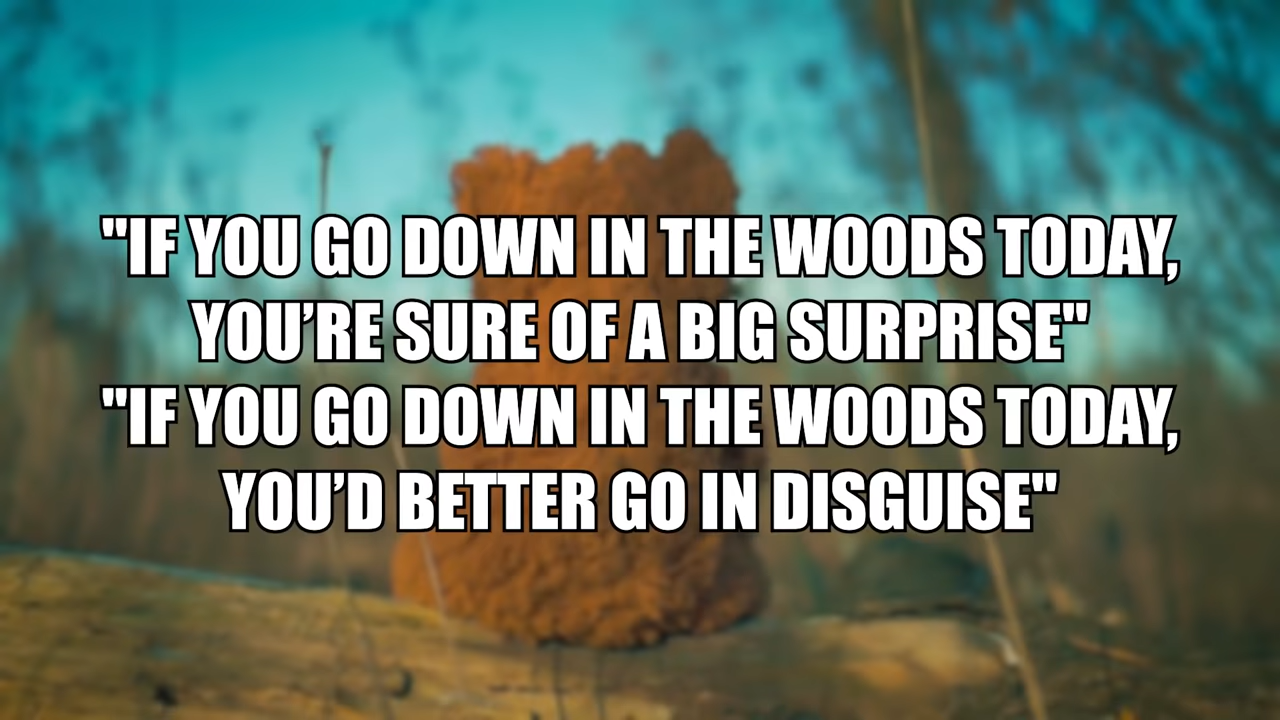 "IF YOU GO DOWN IN THE WOODS TODAY,
YOU’RE SURE OF A BIG SURPRISE"
"IF YOU GO DOWN IN THE WOODS TODAY,
YOU’D BETTER GO IN DISGUISE"